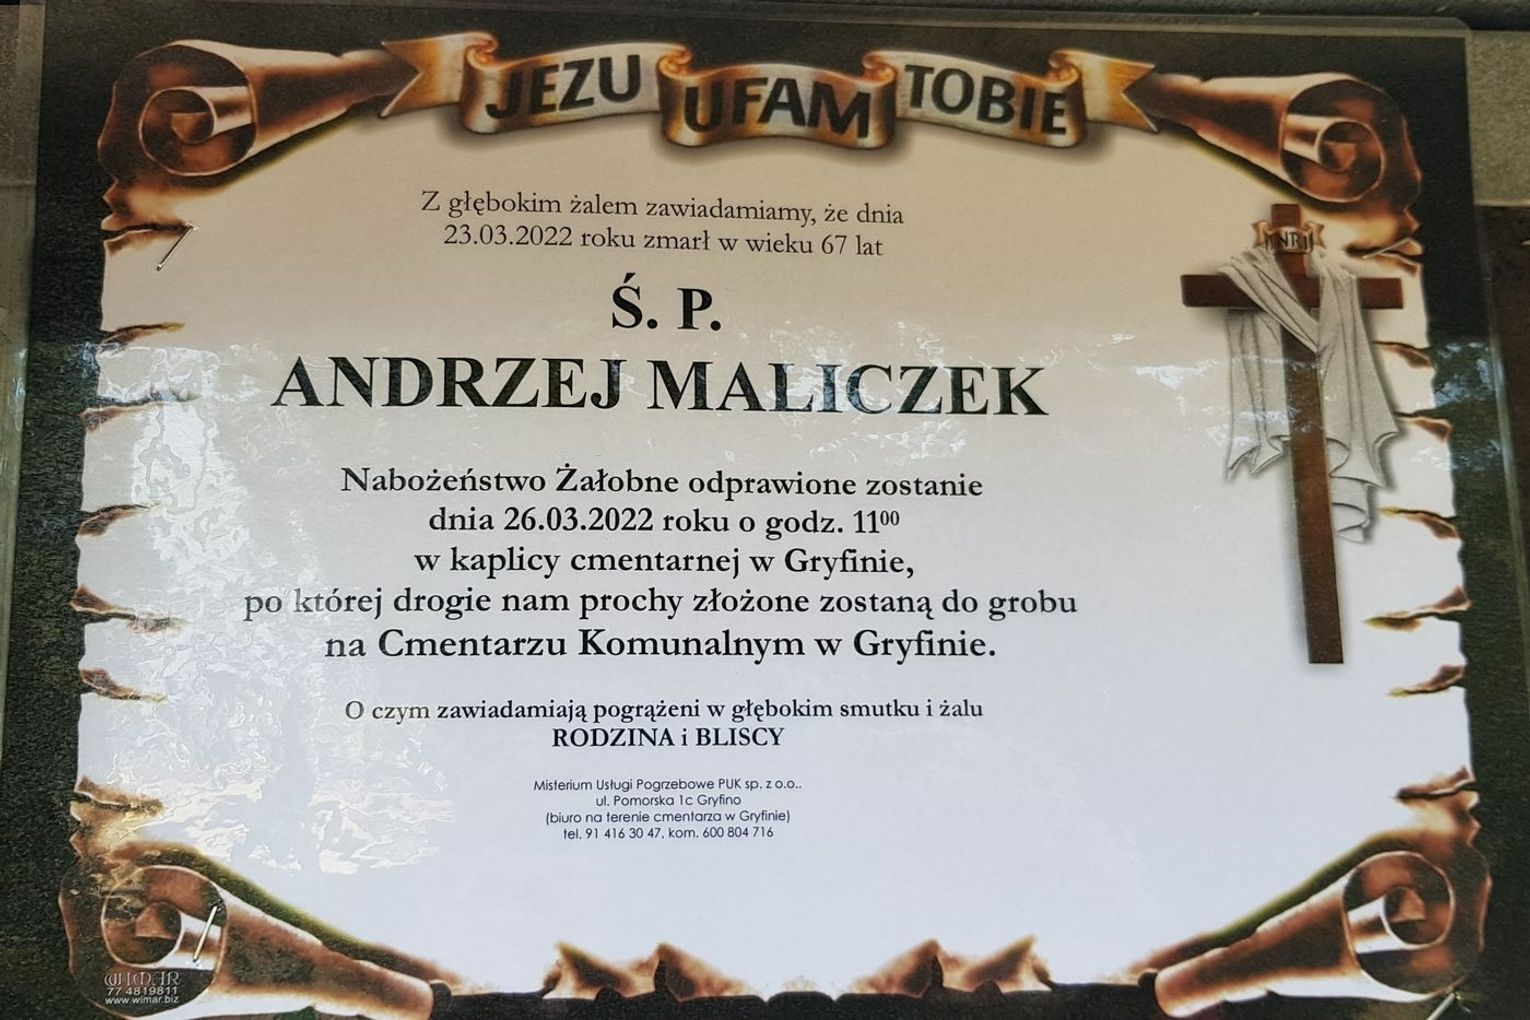 JEZU UFAM TOBIE
Z głębokim żalem zawiadamiamy, że dnia
23.03.2022 roku zmarł w wieku 67 lat
INRI
Ś. P.
ANDRZEJ MALICZEK
Nabożeństwo Żałobne odprawione zostanie
dnia 26.03.2022 roku o godz. 11⁰⁰
w kaplicy cmentarnej w Gryfinie,
po której drogie nam prochy złożone zostaną do grobu
na Cmentarzu Komunalnym w Gryfinie.
O czym zawiadamiają pogrążeni w głębokim smutku i żalu
RODZINA i BLISCY
Misterium Usługi Pogrzebowe PUK sp. z o.o..
ul. Pomorska 1c Gryfino
(biuro na terenie cmentarza w Gryfinie)
tel. 91 416 30 47, kom. 600 804 716
WIMAR
77 4819811
www.wimar.biz